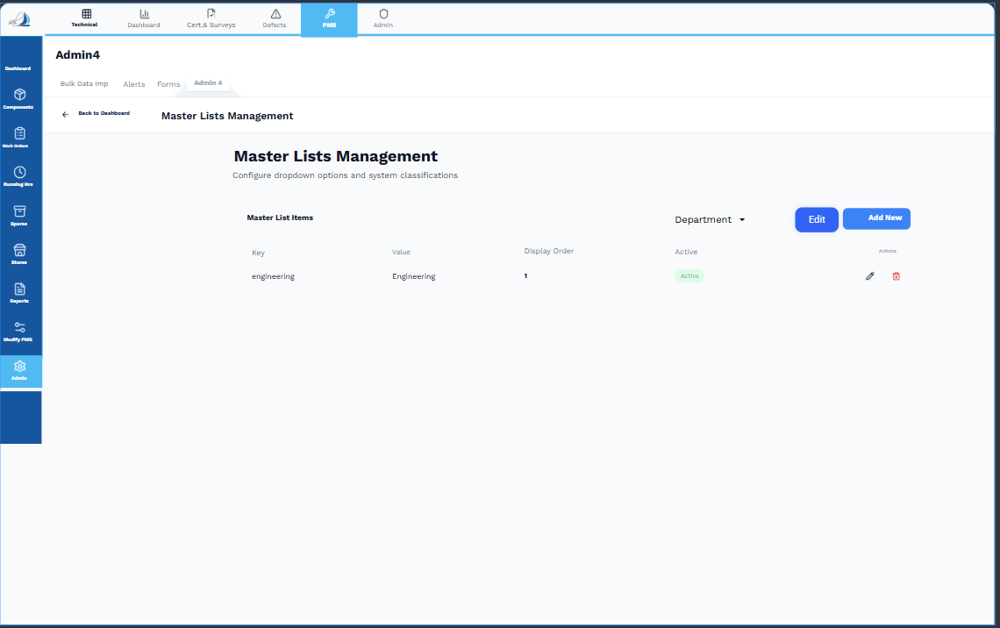 Technical
Dashboard
Cert.& Surveys
Defects
PMS
Admin
Dashboard
Components
Work Orders
Running Hrs
Spares
Stores
Reports
Modify PMS
Admin
Admin4
Bulk Data Imp
Alerts
Forms
Admin 4
Back to Dashboard
Master Lists Management
Master Lists Management
Configure dropdown options and system classifications
Master List Items
Department
Edit
Add New
Key Value Display Order Active Actions
engineering Engineering 1 Active